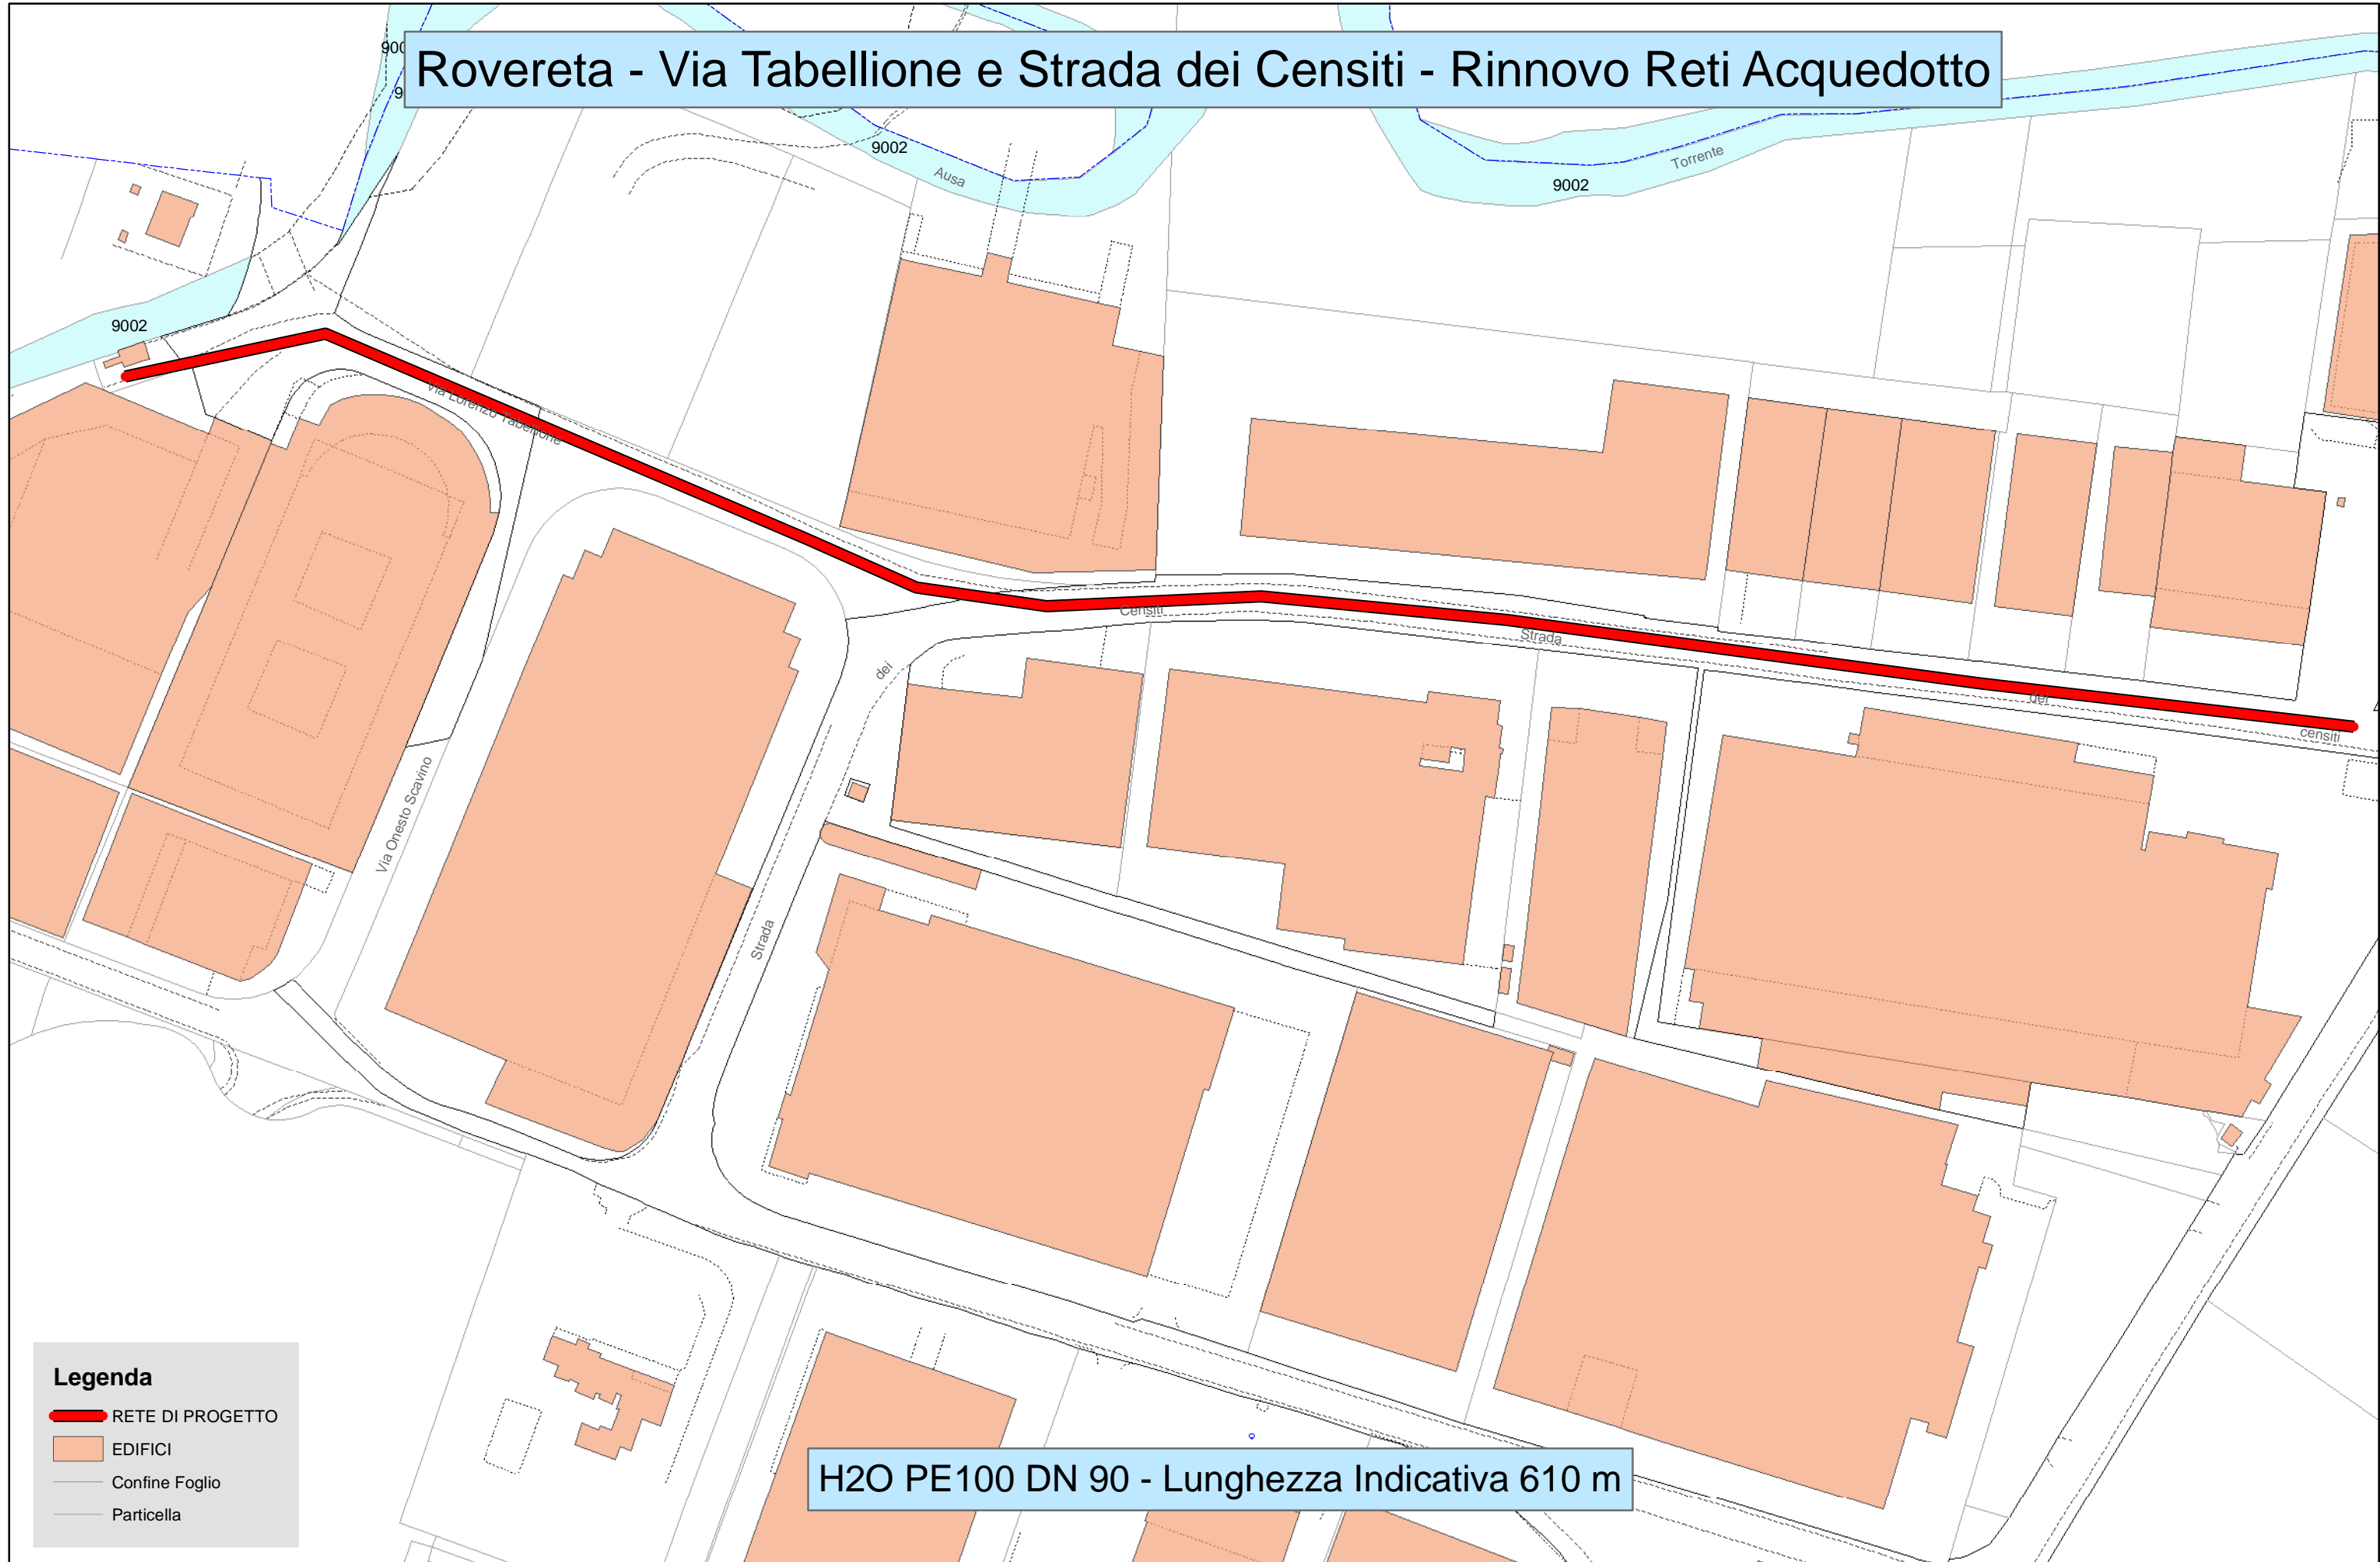 Rovereta - Via Tabellione e Strada dei Censiti - Rinnovo Reti Acquedotto
9002
Ausa
Torrente
9002
9002
Via Lorenzo Tabellione
Censiti
Strada
dei
dei
censiti
Via Onesto Scavino
Strada
Legenda
RETE DI PROGETTO
EDIFICI
Confine Foglio
Particella
H2O PE100 DN 90 - Lunghezza Indicativa 610 m